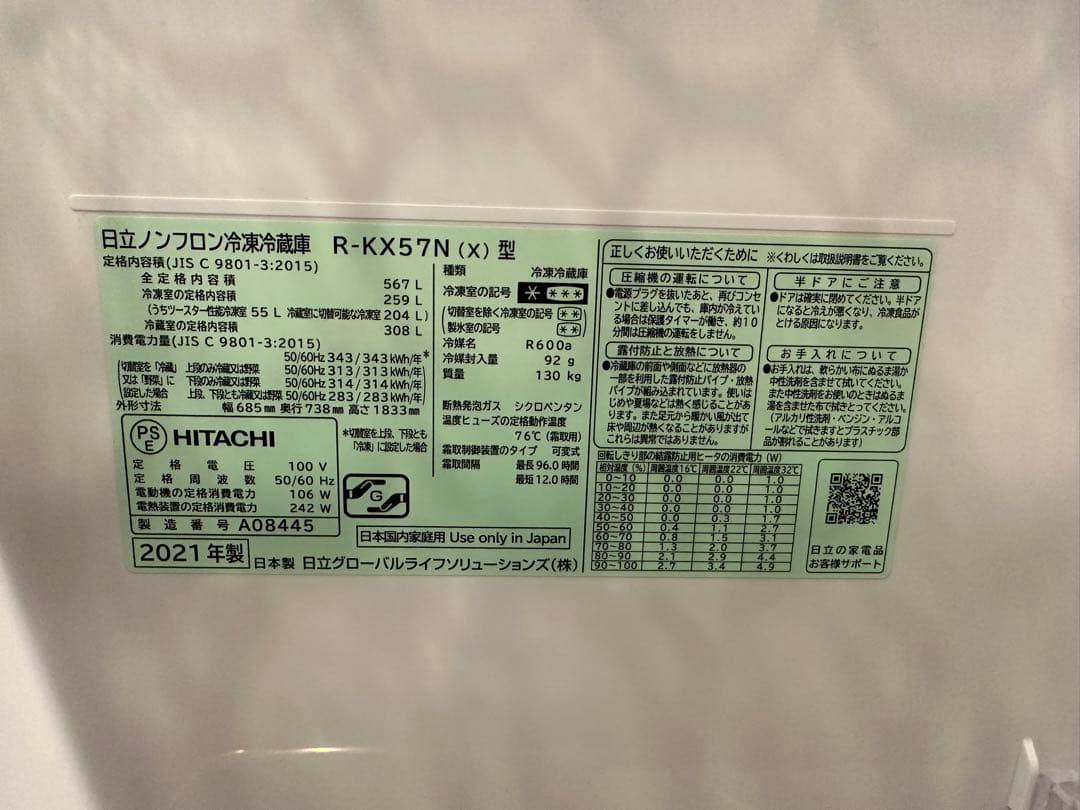 日立ノンフロン冷凍冷蔵庫 R-KX57N (X) 型
定格内容積(JIS C 9801-3:2015)
全定格内容積 567 L
冷凍室の定格内容積 259 L
(うちツースター性能冷凍室 55 L 冷蔵室に切替可能な冷凍室 204 L)
冷蔵室の定格内容積 308 L
消費電力量(JIS C 9801-3:2015)
50/60Hz 343/343kWh/年*
切替室を「冷蔵」 上段のみ冷蔵又は野菜 50/60Hz 313/313kWh/年
又は「野菜」に 下段のみ冷蔵又は野菜 50/60Hz 314/314kWh/年
設定した場合 上段、下段とも冷蔵又は野菜 50/60Hz 283/283kWh/年
外形寸法 幅 685mm 奥行 738mm 高さ 1833mm
PSE HITACHI
定格電圧 100 V
定格周波数 50/60 Hz
電動機の定格消費電力 106 W
電熱装置の定格消費電力 242 W
製造番号 A08445
2021年製
日本製 日立グローバルライフソリューションズ(株)
*切替室を上段、下段とも
「冷凍」に設定した場合
G
日本国内家庭用 Use only in Japan
種類 冷凍冷蔵庫
冷凍室の記号 * ***
(切替室を除く冷凍室の記号 **)
(製氷室の記号 **)
冷媒名 R600a
冷媒封入量 92 g
質量 130 kg
断熱発泡ガス シクロペンタン
温度ヒューズの定格動作温度
76℃(霜取用)
霜取制御装置のタイプ 可変式
霜取間隔 最長96.0時間
最短12.0時間
正しくお使いいただくために ※くわしくは取扱説明書をご覧ください。
圧縮機の運転について
●電源プラグを抜いたあと、再びコンセ
ントに差し込んでも、庫内が冷えてい
る場合は保護タイマーが働き、約10
分間は圧縮機の運転をしません。
露付防止と放熱について
●冷蔵庫の前面や側面などに放熱器の
一部を利用した露付防止パイプ・放熱
パイプが組み込まれています。使いは
じめや夏場などは熱く感じることがあ
ります。また足元から暖かい風が出て
床や周辺が熱くなることがありますが
これらは異常ではありません。
半ドアにご注意
●ドアは確実に閉めてください。半ドア
になると冷えが悪くなり、冷凍食品が
とける原因になります。
お手入れについて
●お手入れは、軟らかい布にぬるま湯か
中性洗剤を含ませて拭いてください。
また中性洗剤をお使いのときはぬるま
湯を含ませた布で拭きとってください。
(アルカリ性洗剤・ベンジン・アルコ
ールなどで拭きますとプラスチック部
品が割れることがあります)
回転しきり部の結露防止用ヒータの消費電力(W)
相対湿度(%) 周囲温度16℃ 周囲温度22℃ 周囲温度32℃
0~10 0.0 0.0 1.0
10~20 0.0 0.0 1.0
20~30 0.0 0.0 1.0
30~40 0.0 0.0 1.0
40~50 0.0 0.3 1.7
50~60 0.4 1.1 2.7
60~70 0.8 1.5 3.1
70~80 1.3 2.0 3.7
80~90 2.1 2.9 4.4
90~100 2.7 3.4 4.9
日立の家電品
お客様サポート